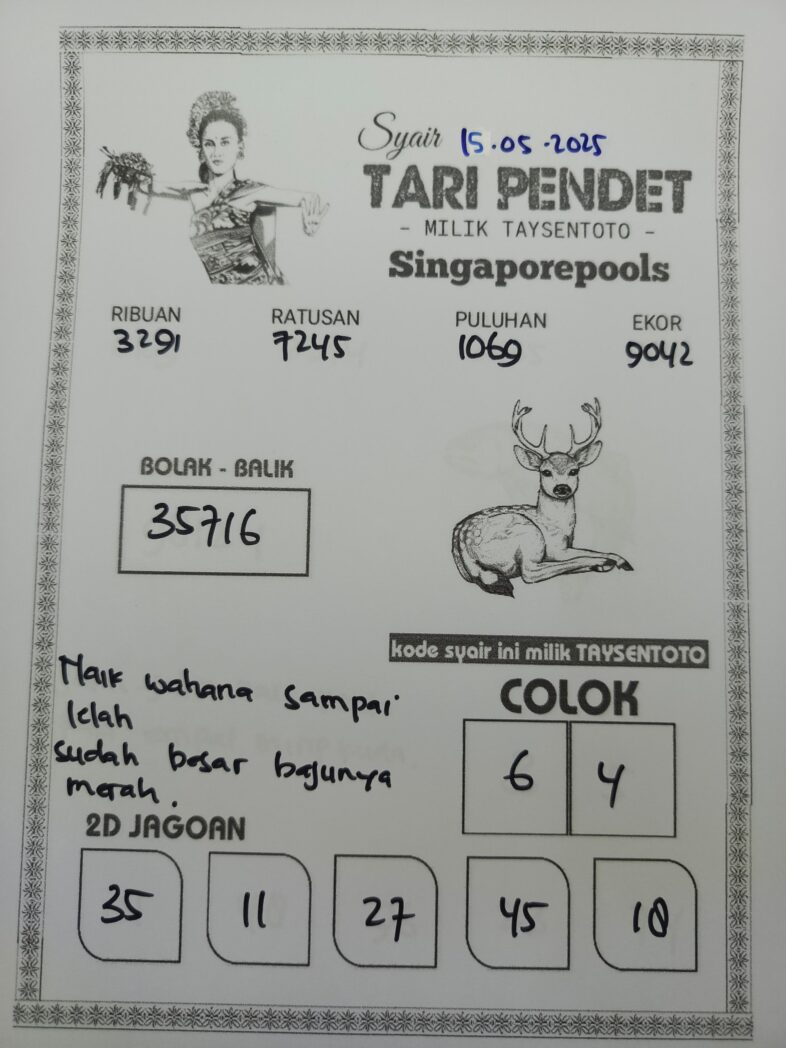 Syair 15.05.2025
TARI PENDET
- MILIK TAYSENTOTO -
Singaporepools
RIBUAN RATUSAN PULUHAN EKOR
3291 7245 1069 9042
BOLAK - BALIK
35716
kode syair ini milik TAYSENTOTO
Naik wahana sampai
lelah
sudah besar bajunya
merah.
COLOK
6 4
2D JAGOAN
35 11 27 45 10